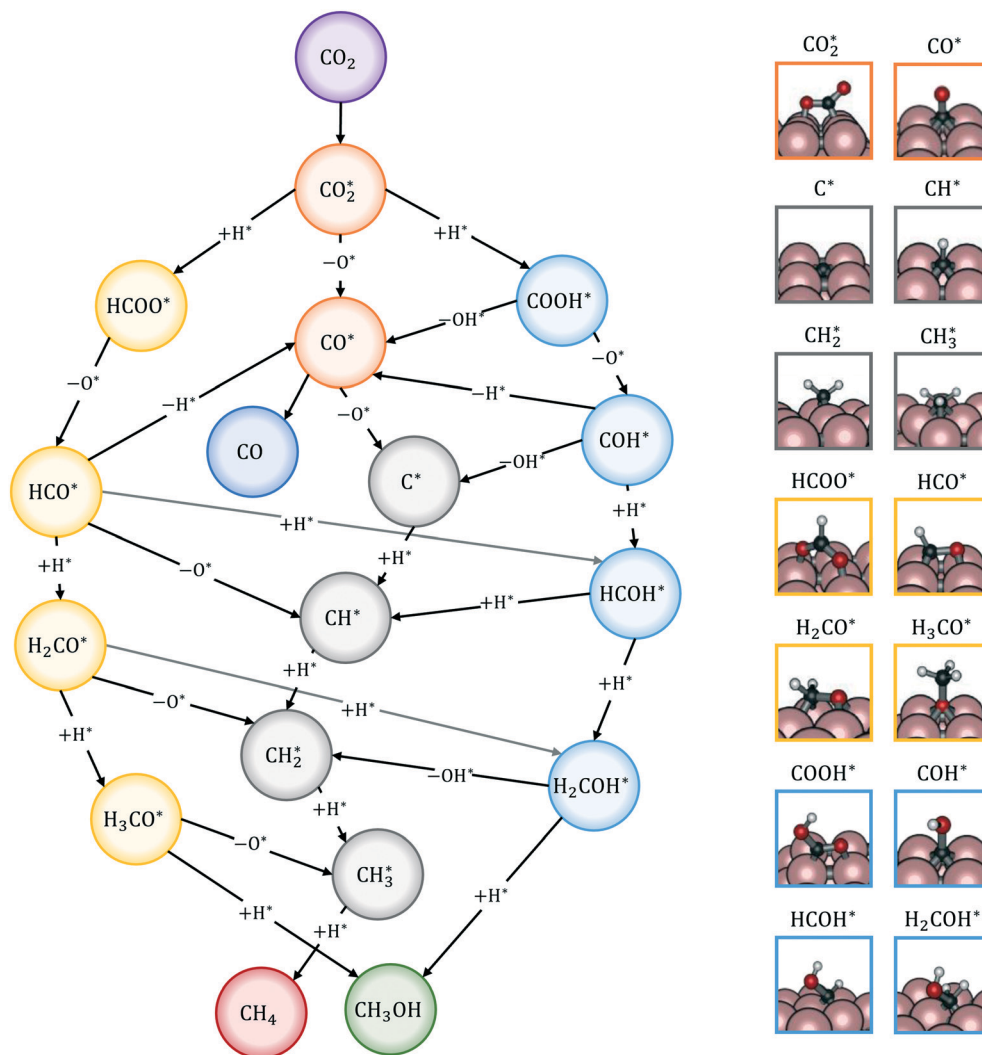 CO₂
CO₂*
+H*
−O*
+H*
HCOO*
COOH*
−OH*
CO*
−O*
−O*
−H*
−H*
−O*
CO
COH*
C*
−OH*
HCO*
+H*
+H*
+H*
+H*
−O*
HCOH*
CH*
+H*
H₂CO*
+H*
+H*
−O*
+H*
+H*
CH₂*
−OH*
H₂COH*
+H*
H₃CO*
−O*
CH₃*
+H*
+H*
+H*
CH₄
CH₃OH
CO₂* CO*
C* CH*
CH₂* CH₃*
HCOO* HCO*
H₂CO* H₃CO*
COOH* COH*
HCOH* H₂COH*